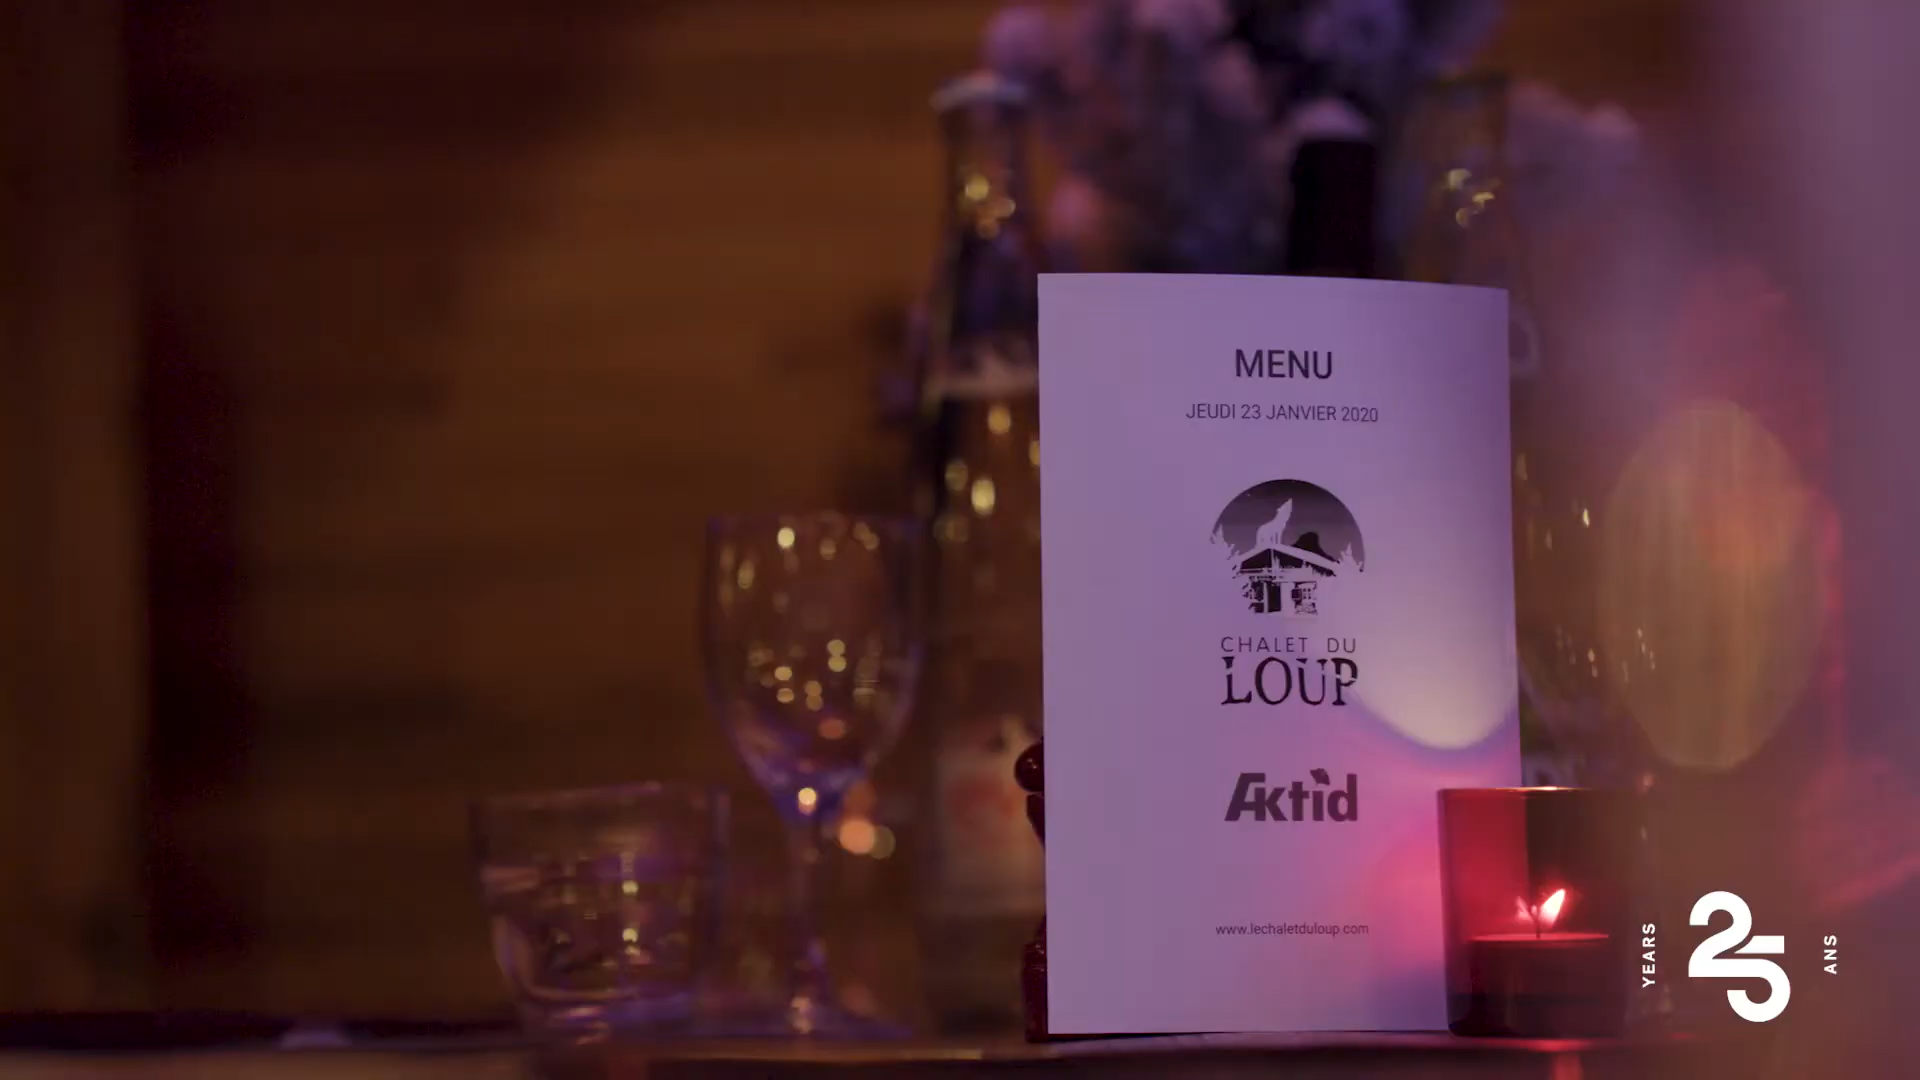 MENU
JEUDI 23 JANVIER 2020
CHALET DU
LOUP
Aktid
www.lechaletduloup.com
YEARS
25
ANS